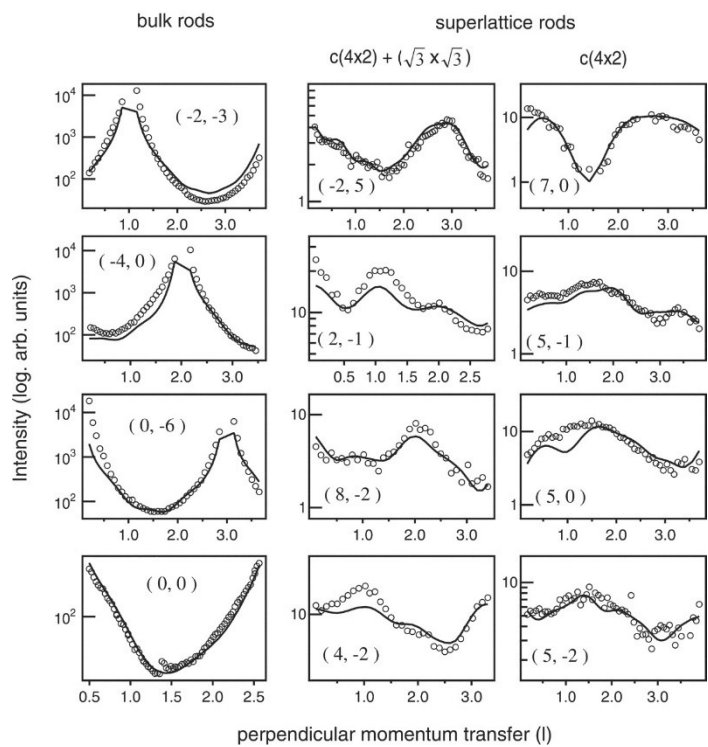 bulk rods
superlattice rods
c(4x2) + (√3 x √3)
c(4x2)
Intensity (log. arb. units)
10⁴
10³
10²
( -2, -3 )
1.0 2.0 3.0
1
( -2, 5 )
1.0 2.0 3.0
10
1
( 7, 0 )
1.0 2.0 3.0
10⁴
10³
10²
( -4, 0 )
1.0 2.0 3.0
10
( 2, -1 )
0.5 1.0 1.5 2.0 2.5
10
1
( 5, -1 )
1.0 2.0 3.0
10⁴
10³
10²
( 0, -6 )
1.0 2.0 3.0
10
1
( 8, -2 )
1.0 2.0 3.0
10
1
( 5, 0 )
1.0 2.0 3.0
10²
( 0, 0 )
0.5 1.5 2.5
10
( 4, -2 )
1.0 2.0 3.0
10
( 5, -2 )
1.0 2.0 3.0
perpendicular momentum transfer (l)